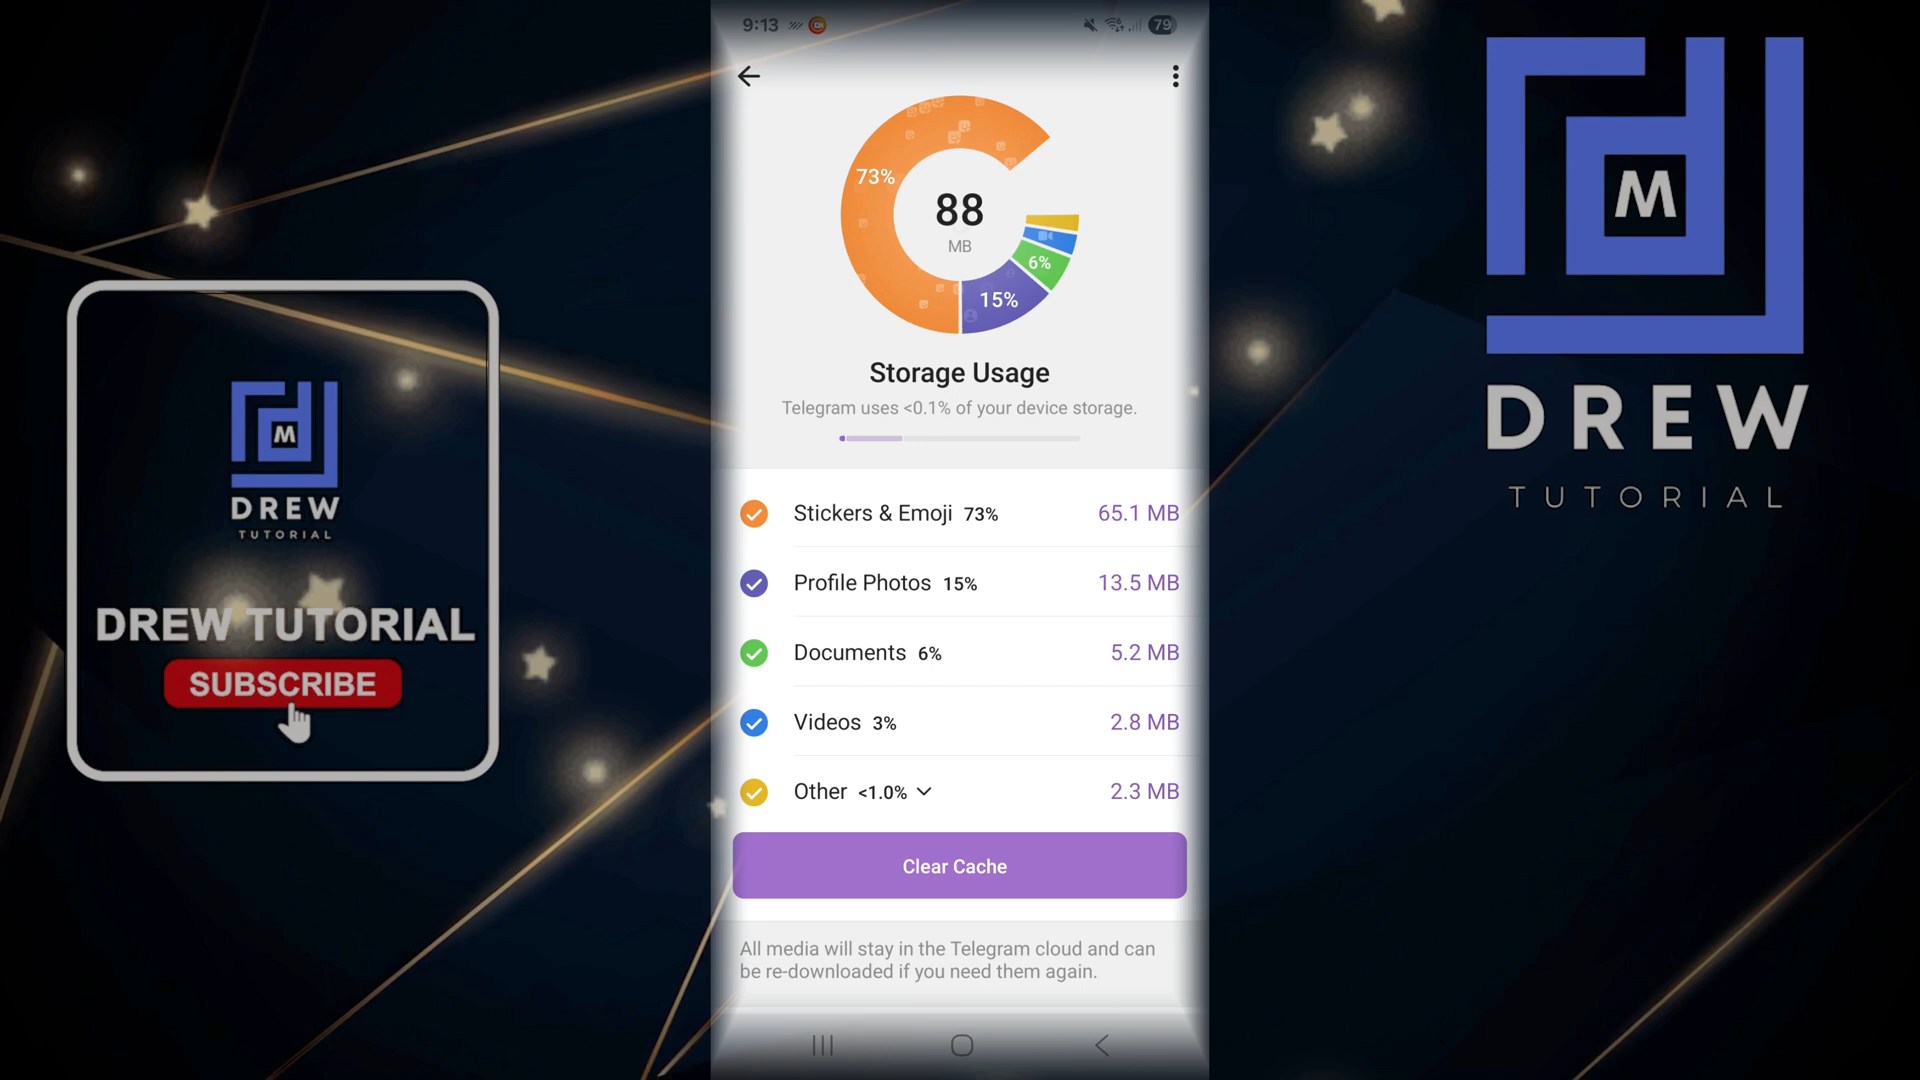 9:13
79
73%
88
MB
6%
15%
Storage Usage
Telegram uses <0.1% of your device storage.
Stickers & Emoji 73% 65.1 MB
Profile Photos 15% 13.5 MB
Documents 6% 5.2 MB
Videos 3% 2.8 MB
Other <1.0% 2.3 MB
Clear Cache
All media will stay in the Telegram cloud and can
be re-downloaded if you need them again.
M
DREW
TUTORIAL
DREW TUTORIAL
SUBSCRIBE
M
DREW
TUTORIAL